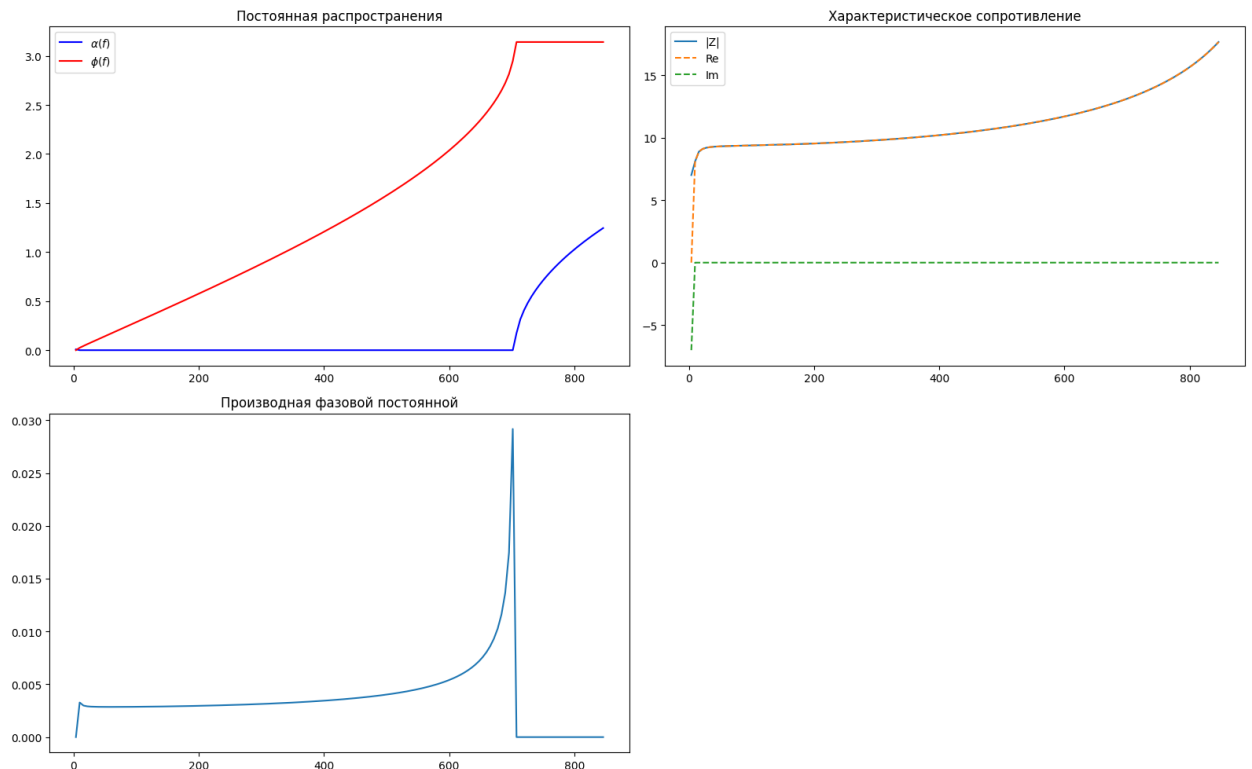 Постоянная распространения
α(f)
ϕ(f)
3.0
2.5
2.0
1.5
1.0
0.5
0.0
0 200 400 600 800
Характеристическое сопротивление
|Z|
Re
Im
15
10
5
0
−5
0 200 400 600 800
Производная фазовой постоянной
0.030
0.025
0.020
0.015
0.010
0.005
0.000
0 200 400 600 800